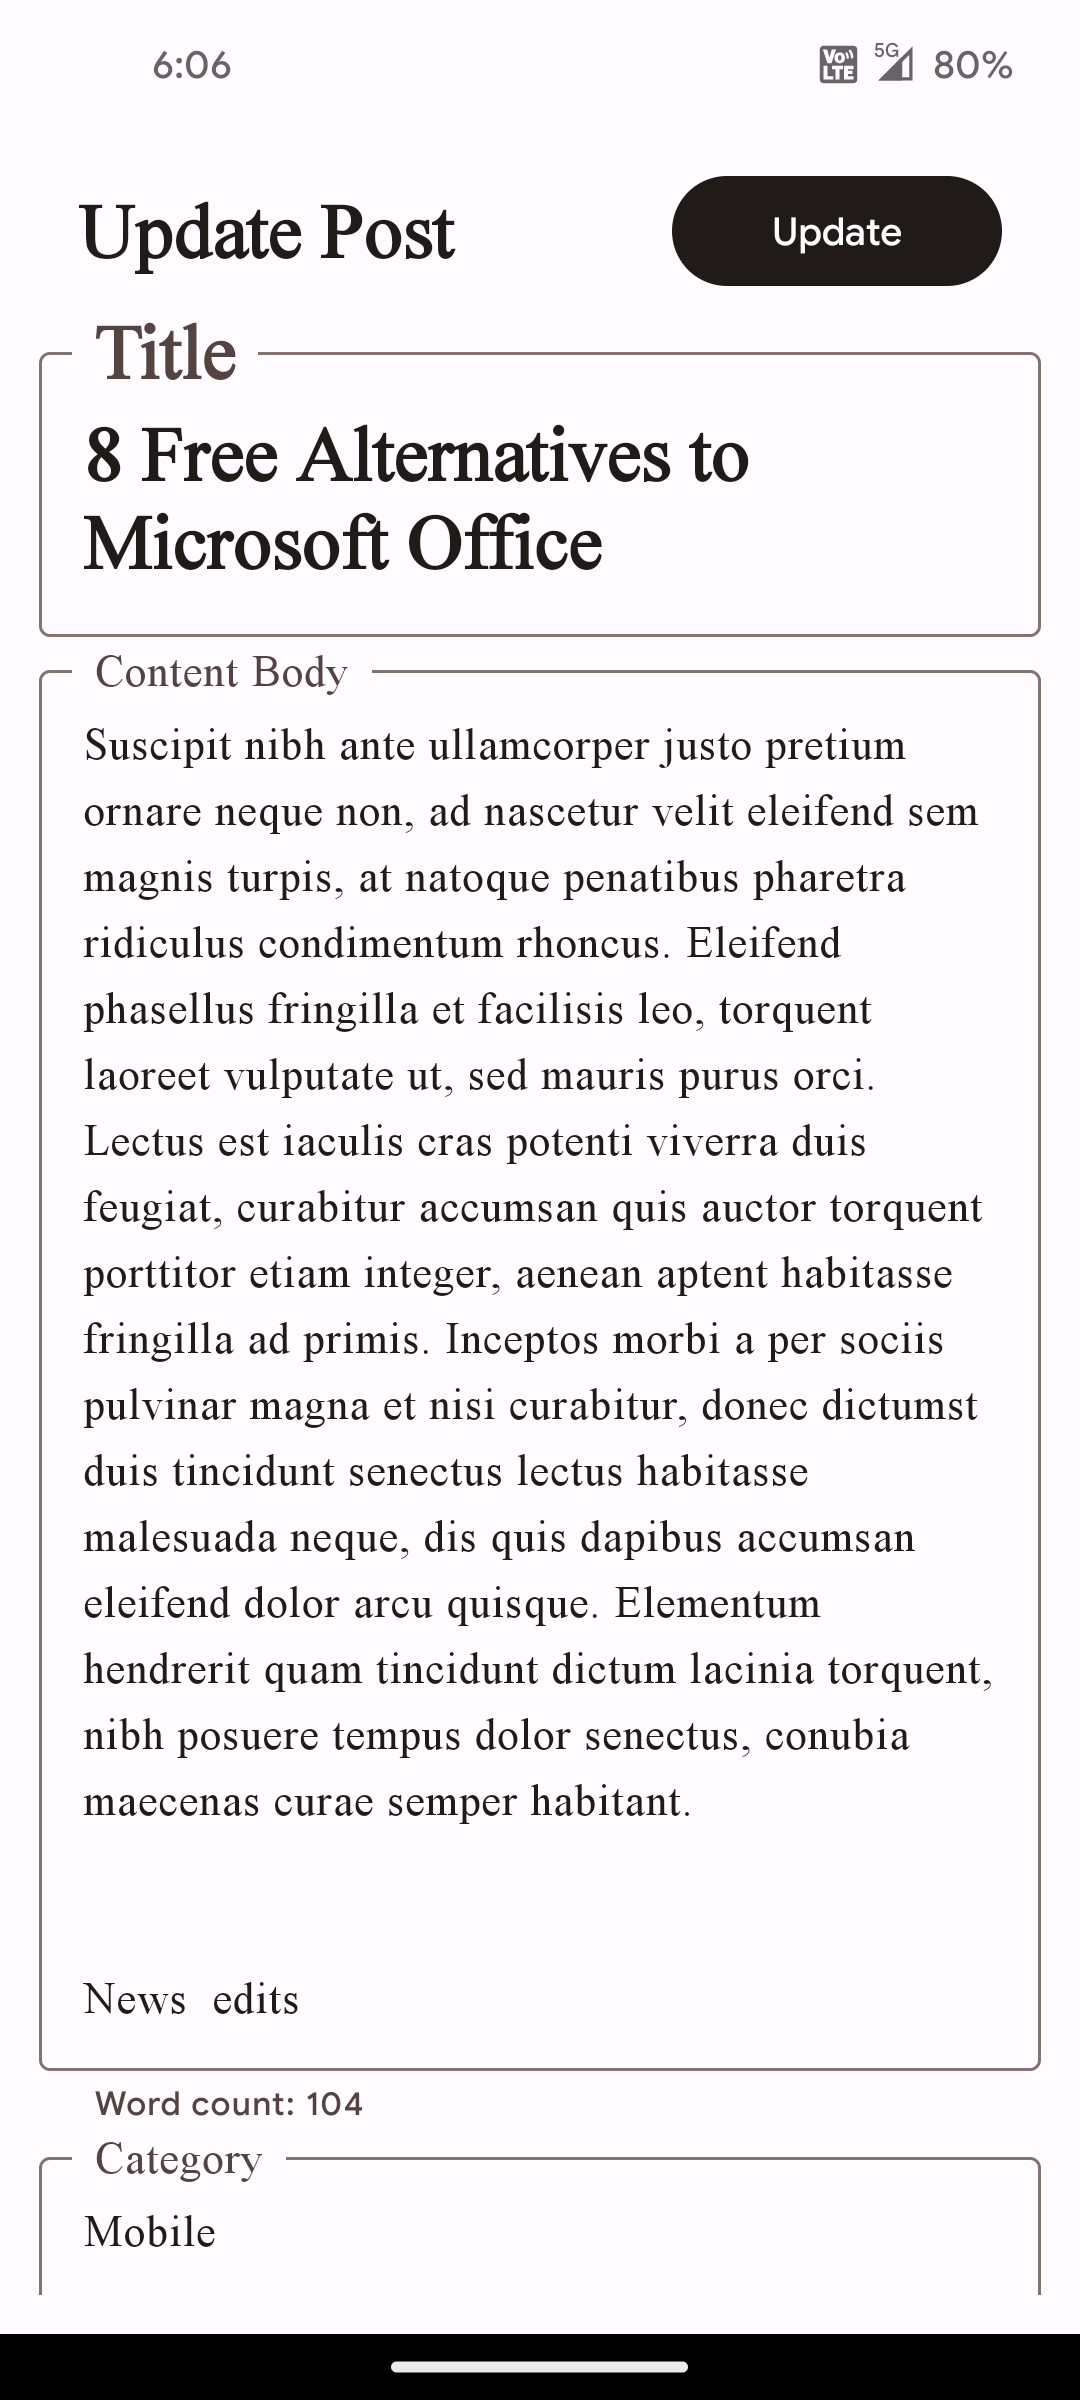 6:06
VoLTE 5G 80%
Update Post
Update
Title
8 Free Alternatives to
Microsoft Office
Content Body
Suscipit nibh ante ullamcorper justo pretium
ornare neque non, ad nascetur velit eleifend sem
magnis turpis, at natoque penatibus pharetra
ridiculus condimentum rhoncus. Eleifend
phasellus fringilla et facilisis leo, torquent
laoreet vulputate ut, sed mauris purus orci.
Lectus est iaculis cras potenti viverra duis
feugiat, curabitur accumsan quis auctor torquent
porttitor etiam integer, aenean aptent habitasse
fringilla ad primis. Inceptos morbi a per sociis
pulvinar magna et nisi curabitur, donec dictumst
duis tincidunt senectus lectus habitasse
malesuada neque, dis quis dapibus accumsan
eleifend dolor arcu quisque. Elementum
hendrerit quam tincidunt dictum lacinia torquent,
nibh posuere tempus dolor senectus, conubia
maecenas curae semper habitant.
News  edits
Word count: 104
Category
Mobile